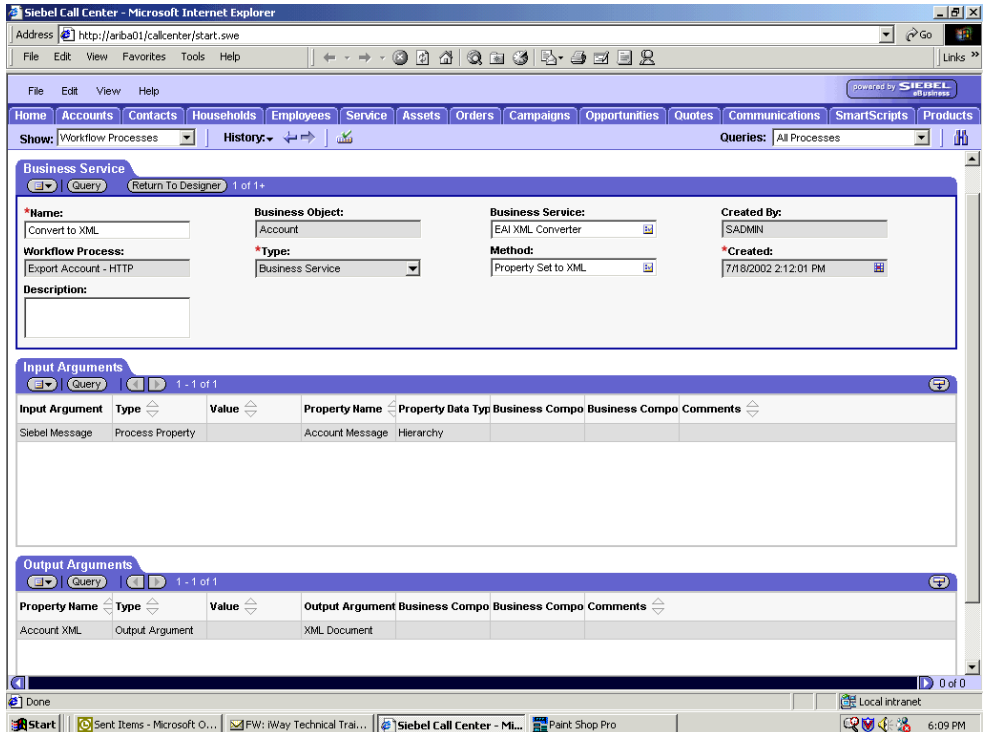 Siebel Call Center - Microsoft Internet Explorer
Address http://ariba01/callcenter/start.swe Go
File Edit View Favorites Tools Help Links »
File Edit View Help powered by SIEBEL eBusiness
Home Accounts Contacts Households Employees Service Assets Orders Campaigns Opportunities Quotes Communications SmartScripts Products
Show: Workflow Processes History: Queries: All Processes
Business Service
Query Return To Designer 1 of 1+
*Name: Business Object: Business Service: Created By:
Convert to XML Account EAI XML Converter SADMIN
Workflow Process: *Type: Method: *Created:
Export Account - HTTP Business Service Property Set to XML 7/18/2002 2:12:01 PM
Description:
Input Arguments
Query 1 - 1 of 1
Input Argument Type Value Property Name Property Data Typ Business Compo Business Compo Comments
Siebel Message Process Property Account Message Hierarchy
Output Arguments
Query 1 - 1 of 1
Property Name Type Value Output Argument Business Compo Business Compo Comments
Account XML Output Argument XML Document
0 of 0
Done Local intranet
Start Sent Items - Microsoft O... FW: iWay Technical Trai... Siebel Call Center - Mi... Paint Shop Pro 6:09 PM